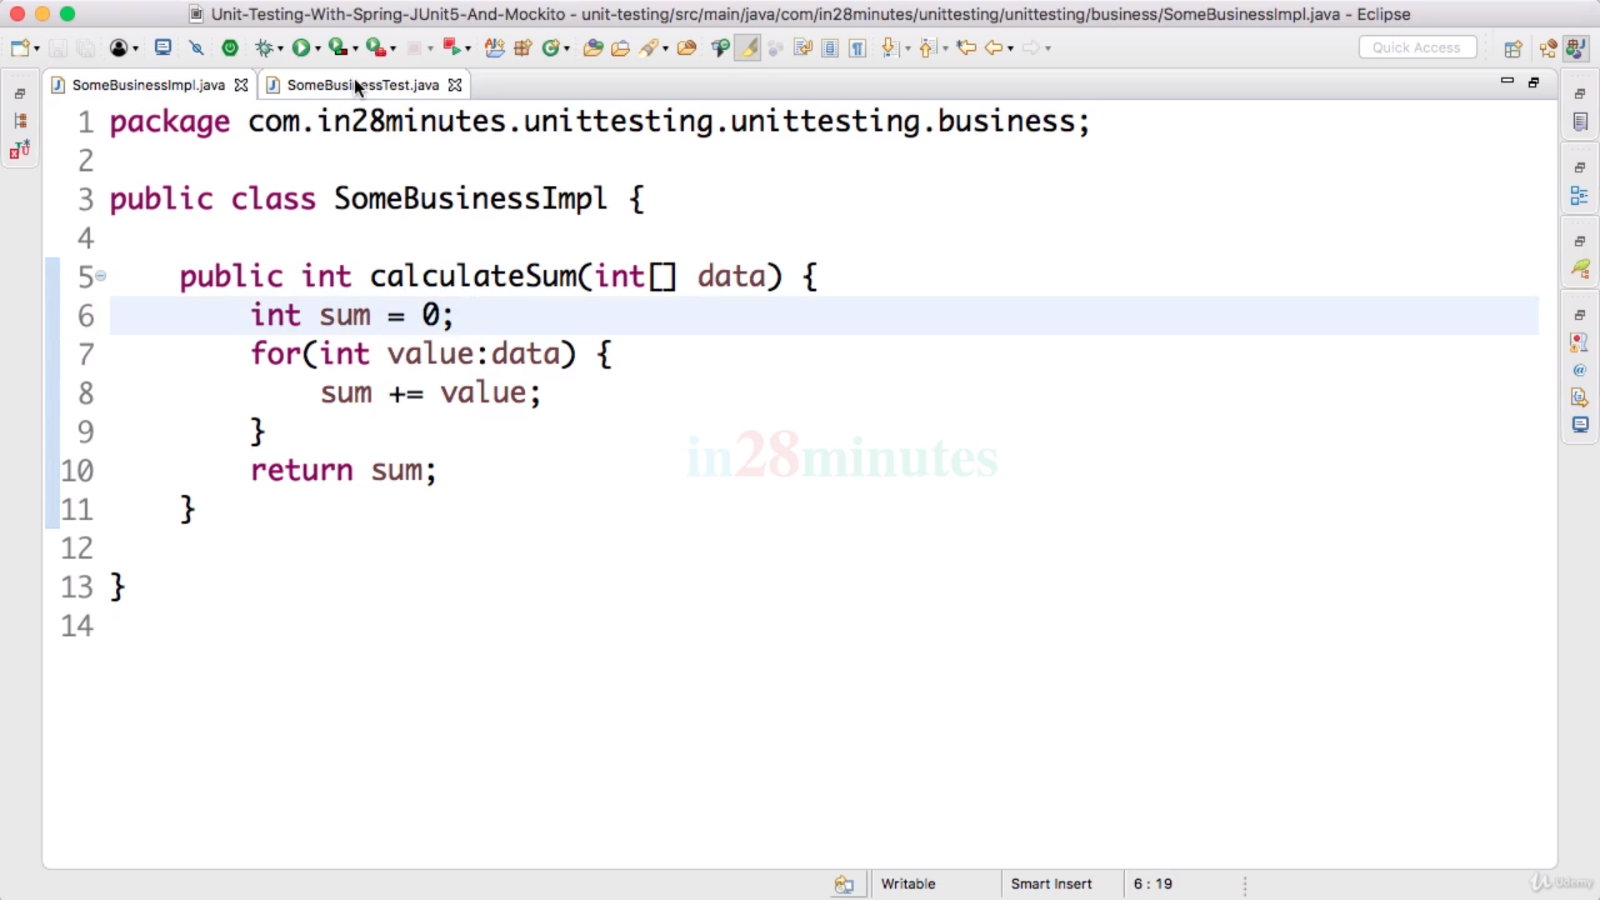 Unit-Testing-With-Spring-JUnit5-And-Mockito - unit-testing/src/main/java/com/in28minutes/unittesting/unittesting/business/SomeBusinessImpl.java - Eclipse
Quick Access
SomeBusinessImpl.java
SomeBusinessTest.java
1 package com.in28minutes.unittesting.unittesting.business;
2
3 public class SomeBusinessImpl {
4
5 public int calculateSum(int[] data) {
6 int sum = 0;
7 for(int value:data) {
8 sum += value;
9 }
10 return sum;
11 }
12
13 }
14
in28minutes
Writable
Smart Insert
6 : 19
Udemy